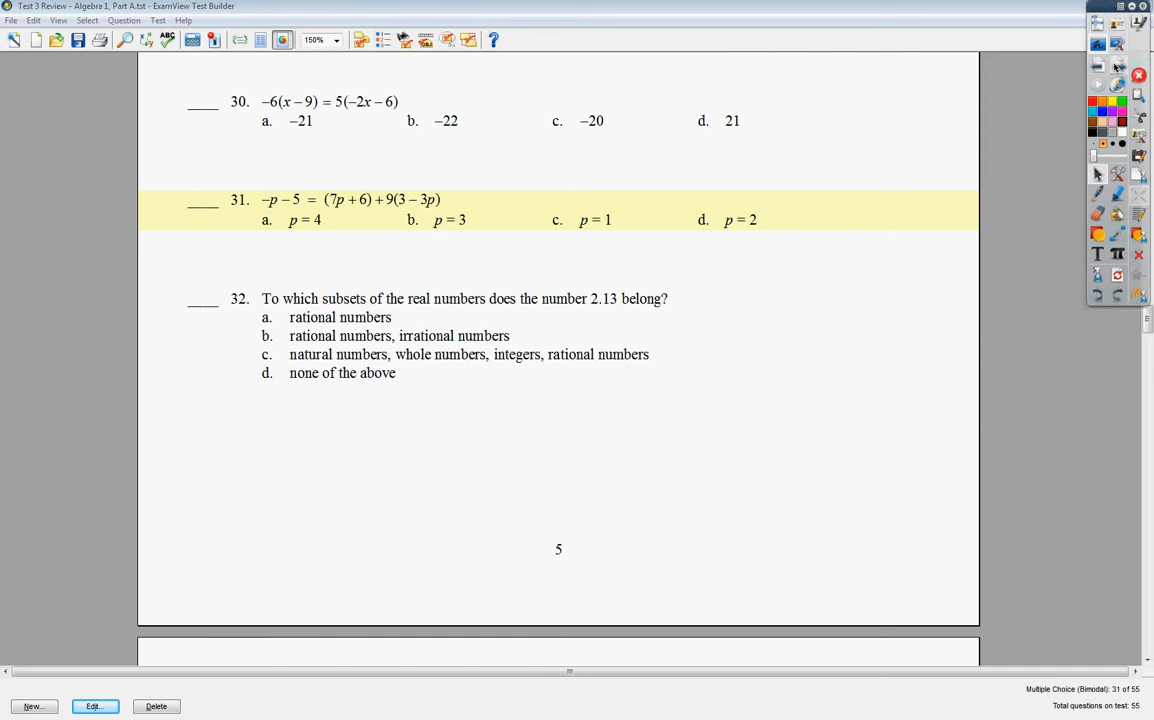 Test 3 Review - Algebra 1, Part A.tst - ExamView Test Builder
File Edit View Select Question Test Help
ABC 150% OBJ ?
30. –6(x – 9) = 5(–2x – 6)
a. –21 b. –22 c. –20 d. 21
31. –p – 5 = (7p + 6) + 9(3 – 3p)
a. p = 4 b. p = 3 c. p = 1 d. p = 2
32. To which subsets of the real numbers does the number 2.13 belong?
a. rational numbers
b. rational numbers, irrational numbers
c. natural numbers, whole numbers, integers, rational numbers
d. none of the above
5
Multiple Choice (Bimodal): 31 of 55
New... Edit... Delete Total questions on test: 55